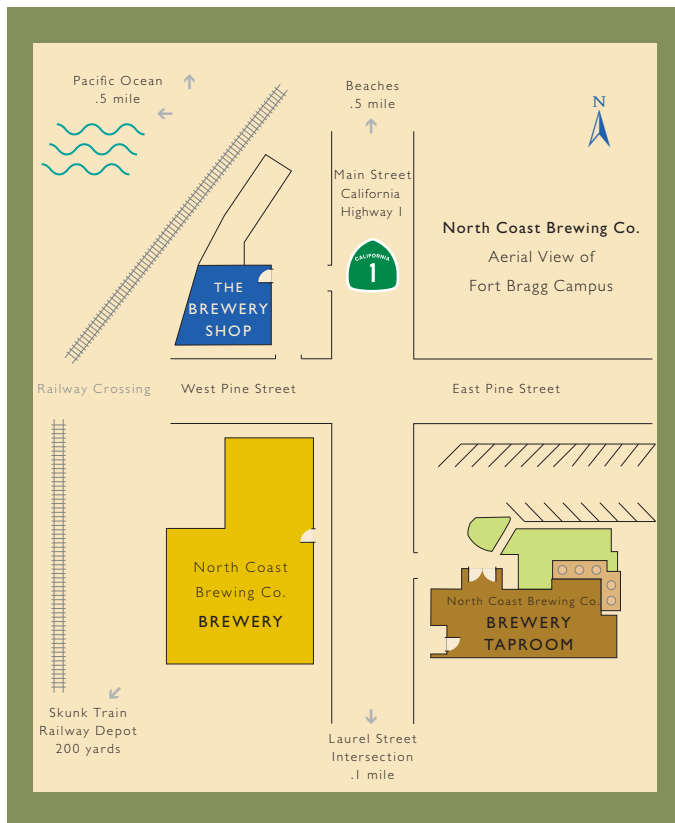 Pacific Ocean
.5 mile
Beaches
.5 mile
N
Main Street
California
Highway 1
CALIFORNIA
1
North Coast Brewing Co.
Aerial View of
Fort Bragg Campus
THE
BREWERY
SHOP
Railway Crossing
West Pine Street
East Pine Street
North Coast
Brewing Co.
BREWERY
North Coast Brewing Co.
BREWERY
TAPROOM
Skunk Train
Railway Depot
200 yards
Laurel Street
Intersection
.1 mile